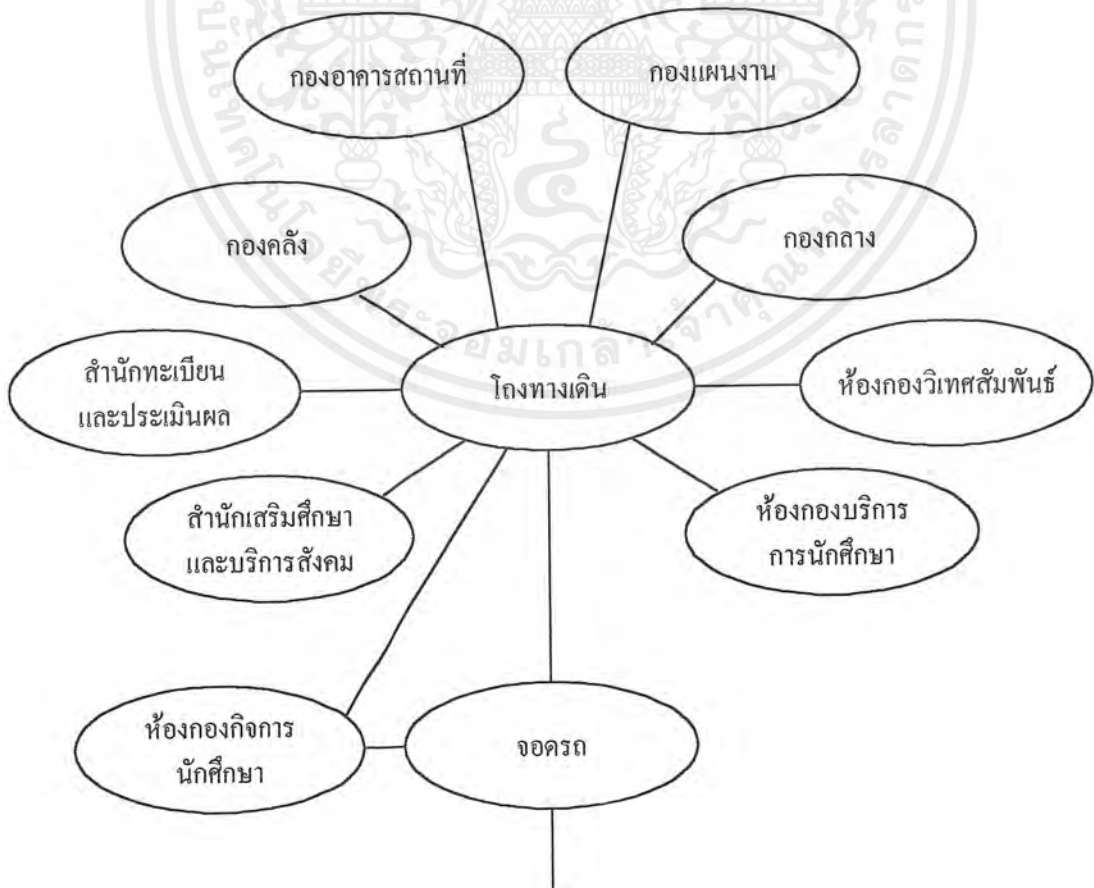 กองอาคารสถานที่
กองแผนงาน
กองคลัง
กองกลาง
สำนักทะเบียน
และประเมินผล
โถงทางเดิน
ห้องกองวิเทศสัมพันธ์
สำนักเสริมศึกษา
และบริการสังคม
ห้องกองบริการ
การนักศึกษา
ห้องกองกิจการ
นักศึกษา
จอดรถ